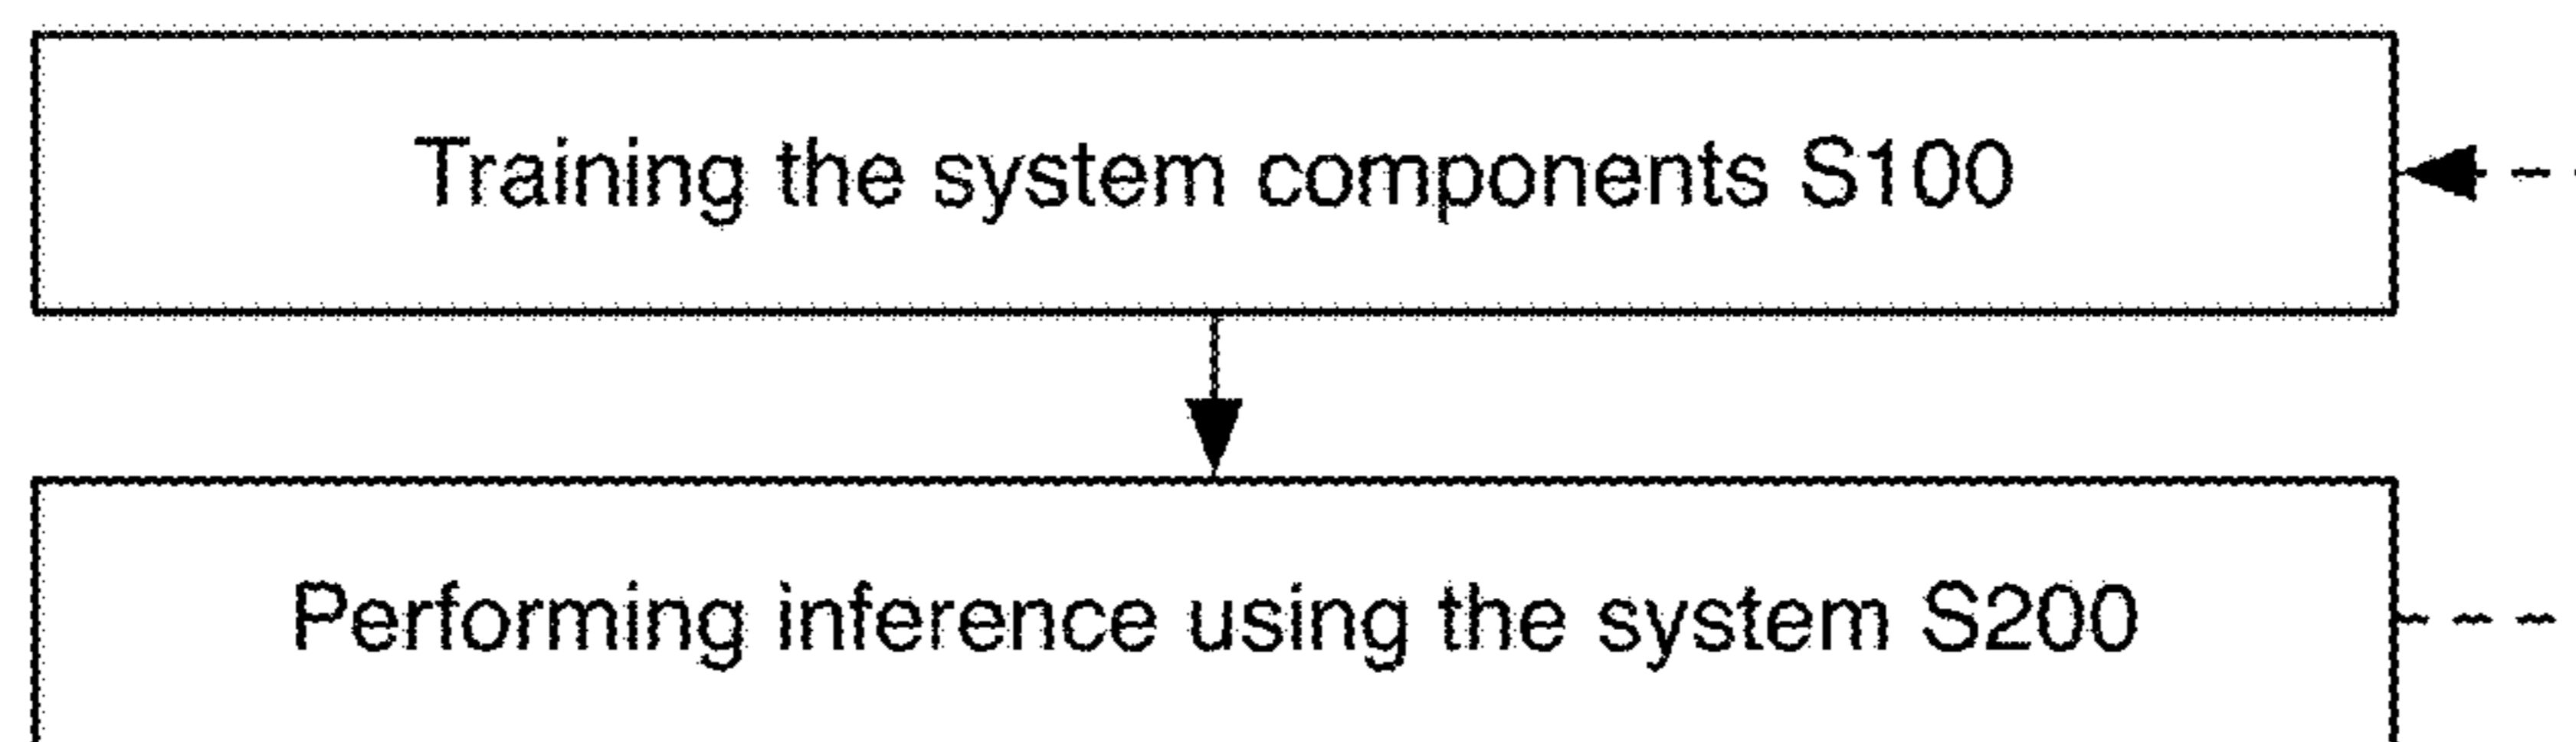 Training the system components S100
Performing inference using the system S200